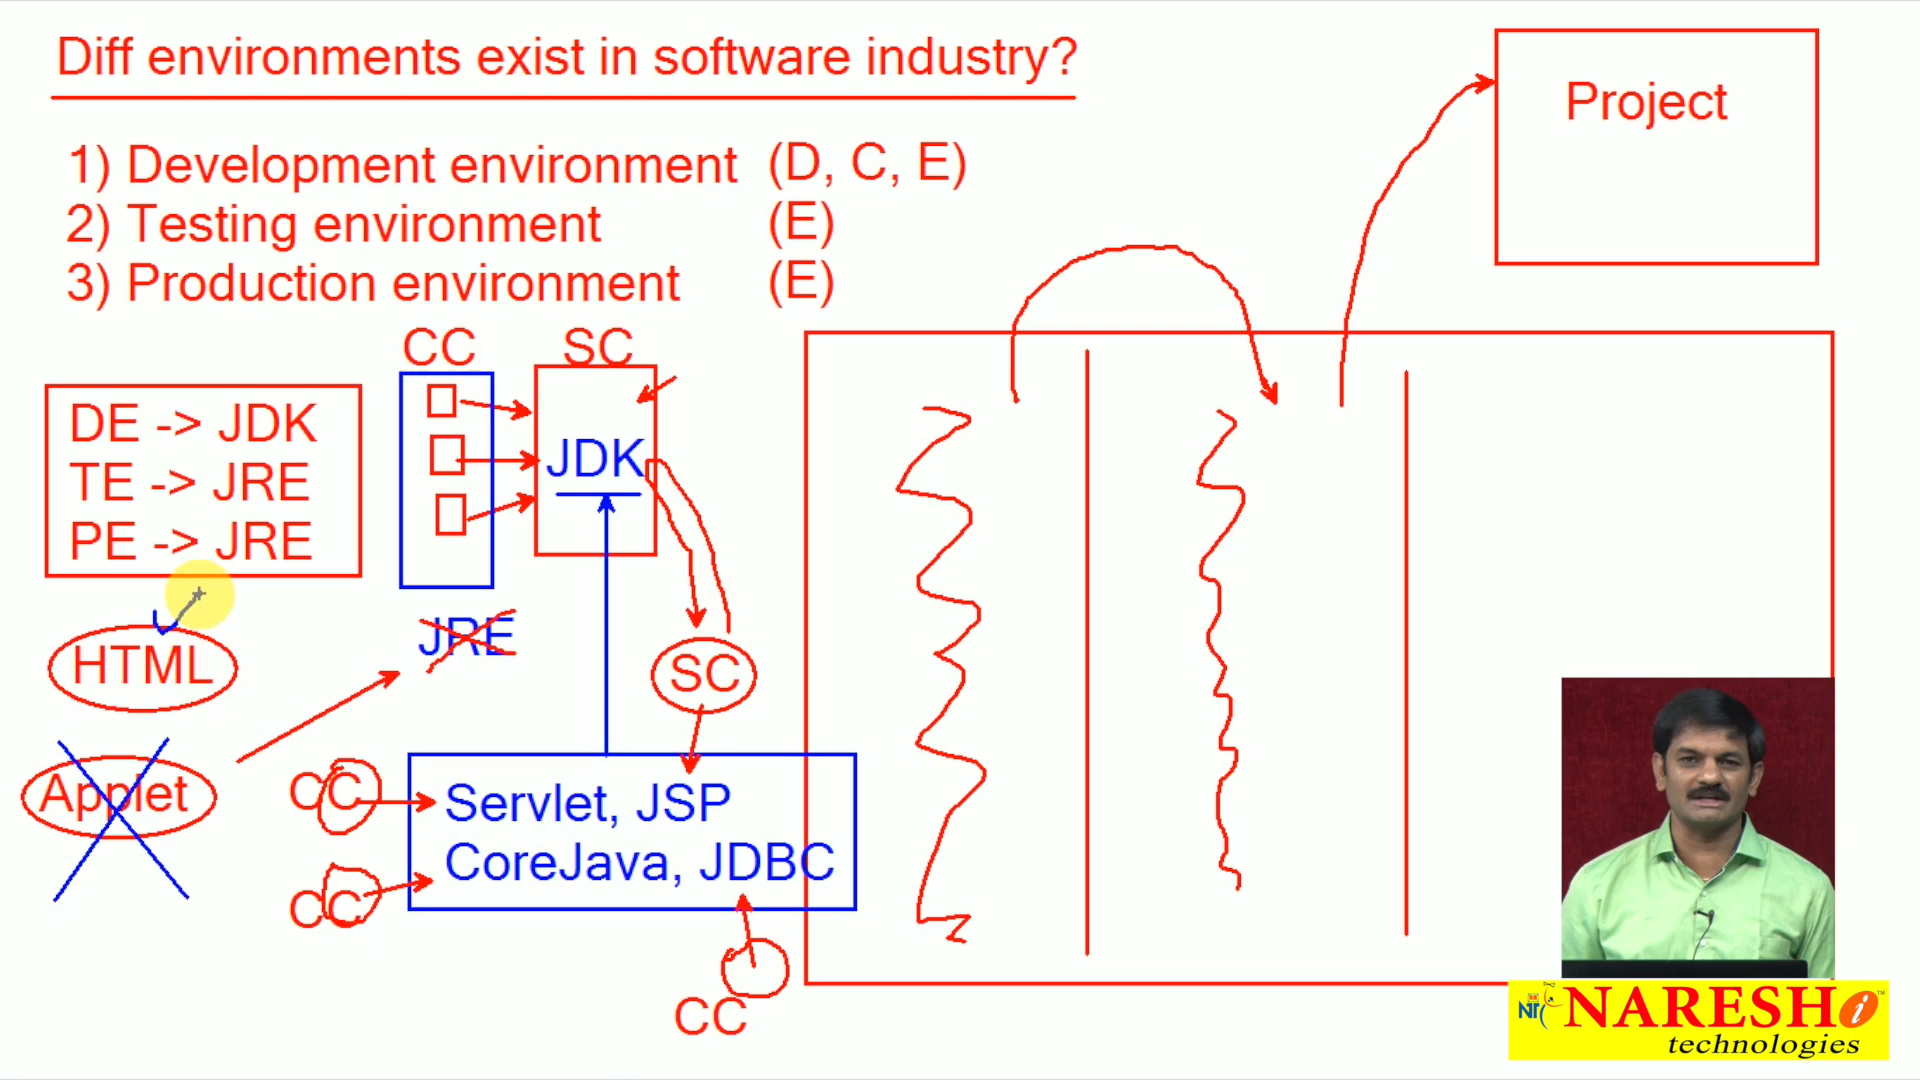 Diff environments exist in software industry?
Project
1) Development environment (D, C, E)
2) Testing environment (E)
3) Production environment (E)
CC
SC
DE -> JDK
TE -> JRE
PE -> JRE
JDK
JRE
HTML
SC
Applet
CC
Servlet, JSP
CoreJava, JDBC
CC
CC
NARESH i ™
technologies